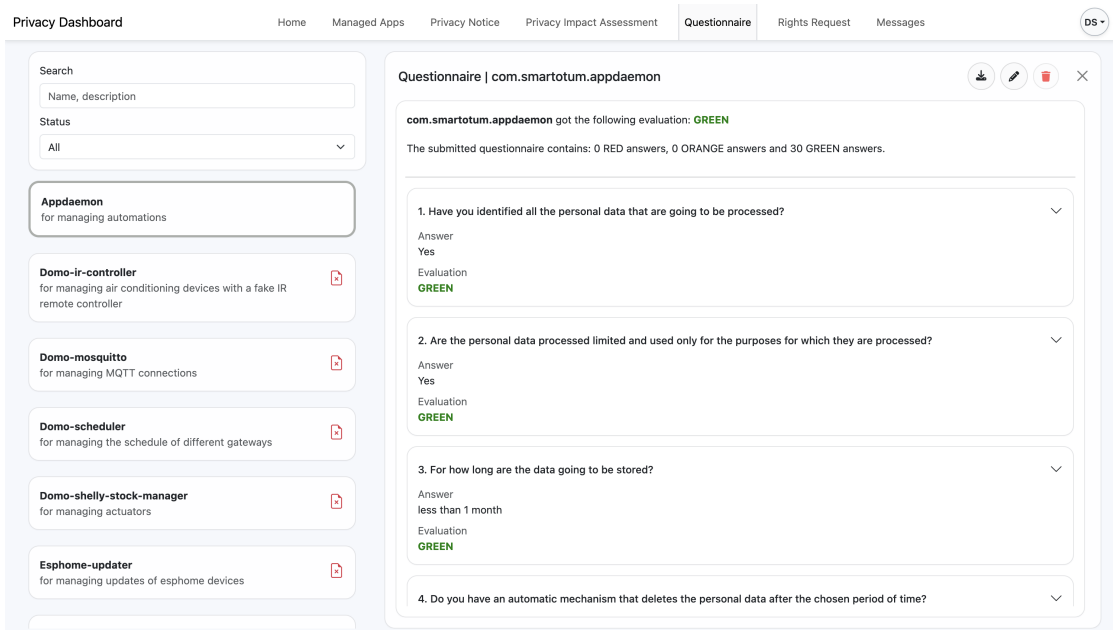 Privacy Dashboard
Home
Managed Apps
Privacy Notice
Privacy Impact Assessment
Questionnaire
Rights Request
Messages
DS
Search
Name, description
Status
All
Appdaemon
for managing automations
Domo-ir-controller
for managing air conditioning devices with a fake IR
remote controller
Domo-mosquitto
for managing MQTT connections
Domo-scheduler
for managing the schedule of different gateways
Domo-shelly-stock-manager
for managing actuators
Esphome-updater
for managing updates of esphome devices
Questionnaire | com.smartotum.appdaemon
com.smartotum.appdaemon got the following evaluation: GREEN
The submitted questionnaire contains: 0 RED answers, 0 ORANGE answers and 30 GREEN answers.
1. Have you identified all the personal data that are going to be processed?
Answer
Yes
Evaluation
GREEN
2. Are the personal data processed limited and used only for the purposes for which they are processed?
Answer
Yes
Evaluation
GREEN
3. For how long are the data going to be stored?
Answer
less than 1 month
Evaluation
GREEN
4. Do you have an automatic mechanism that deletes the personal data after the chosen period of time?